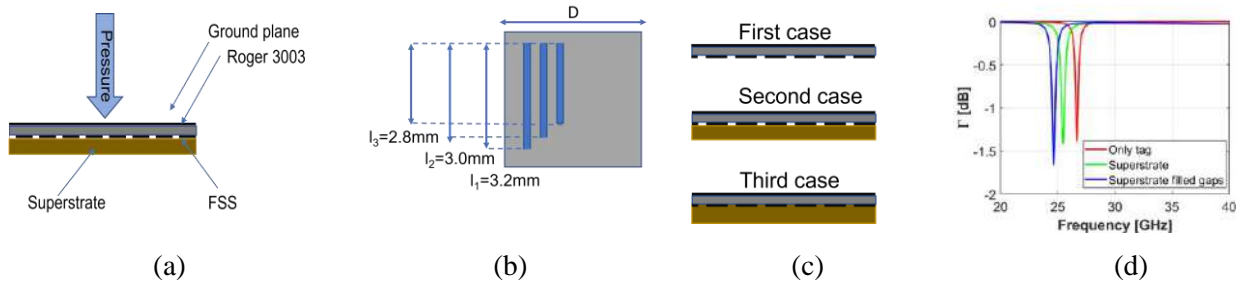 Pressure
Ground plane
Roger 3003
Superstrate
FSS
(a)
D
l3=2.8mm
l2=3.0mm
l1=3.2mm
(b)
First case
Second case
Third case
(c)
0
-0.5
-1
-1.5
-2
Γ [dB]
Only tag
Superstrate
Superstrate filled gaps
20
25
30
35
40
Frequency [GHz]
(d)